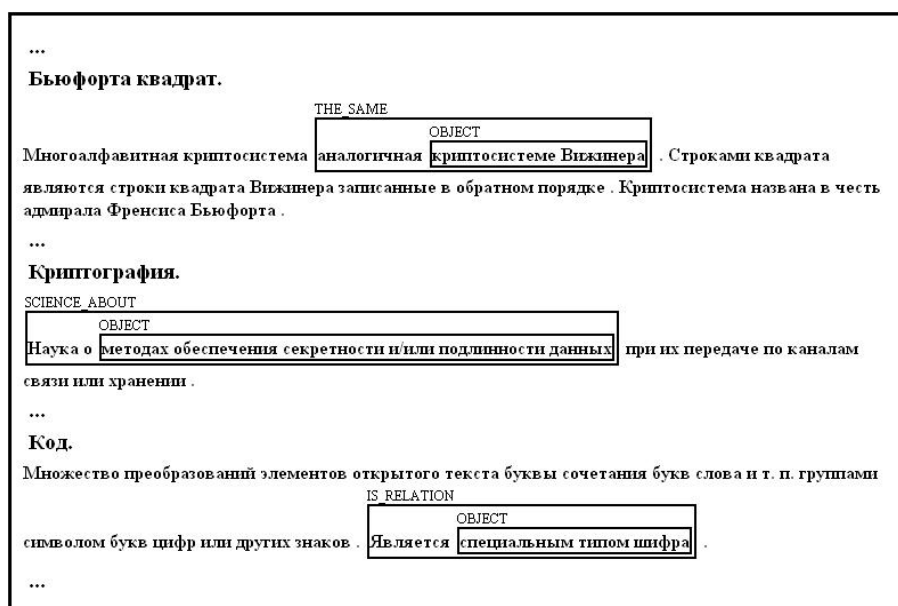 ...
Бьюфорта квадрат.
THE_SAME
OBJECT
Многоалфавитная криптосистема аналогичная криптосистеме Вижинера . Строками квадрата
являются строки квадрата Вижинера записанные в обратном порядке . Криптосистема названа в честь
адмирала Френсиса Бьюфорта .
...
Криптография.
SCIENCE_ABOUT
OBJECT
Наука о методах обеспечения секретности и/или подлинности данных при их передаче по каналам
связи или хранении .
...
Код.
Множество преобразований элементов открытого текста буквы сочетания букв слова и т. п. группами
IS_RELATION
OBJECT
символом букв цифр или других знаков . Является специальным типом шифра .
...